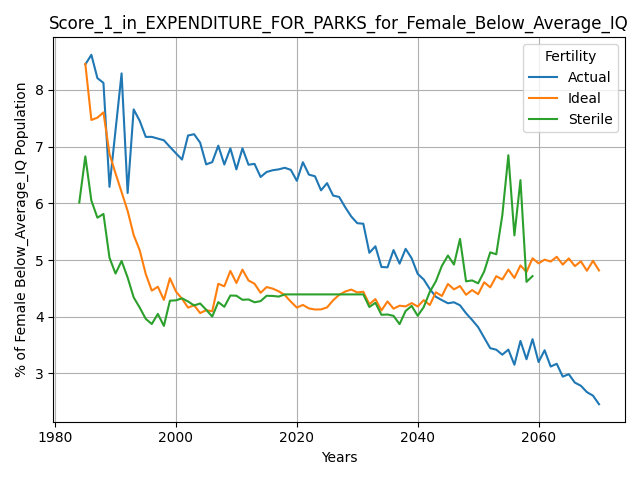 Score_1_in_EXPENDITURE_FOR_PARKS_for_Female_Below_Average_IQ
% of Female Below_Average_IQ Population
8
7
6
5
4
3
Fertility
Actual
Ideal
Sterile
1980
2000
2020
2040
2060
Years